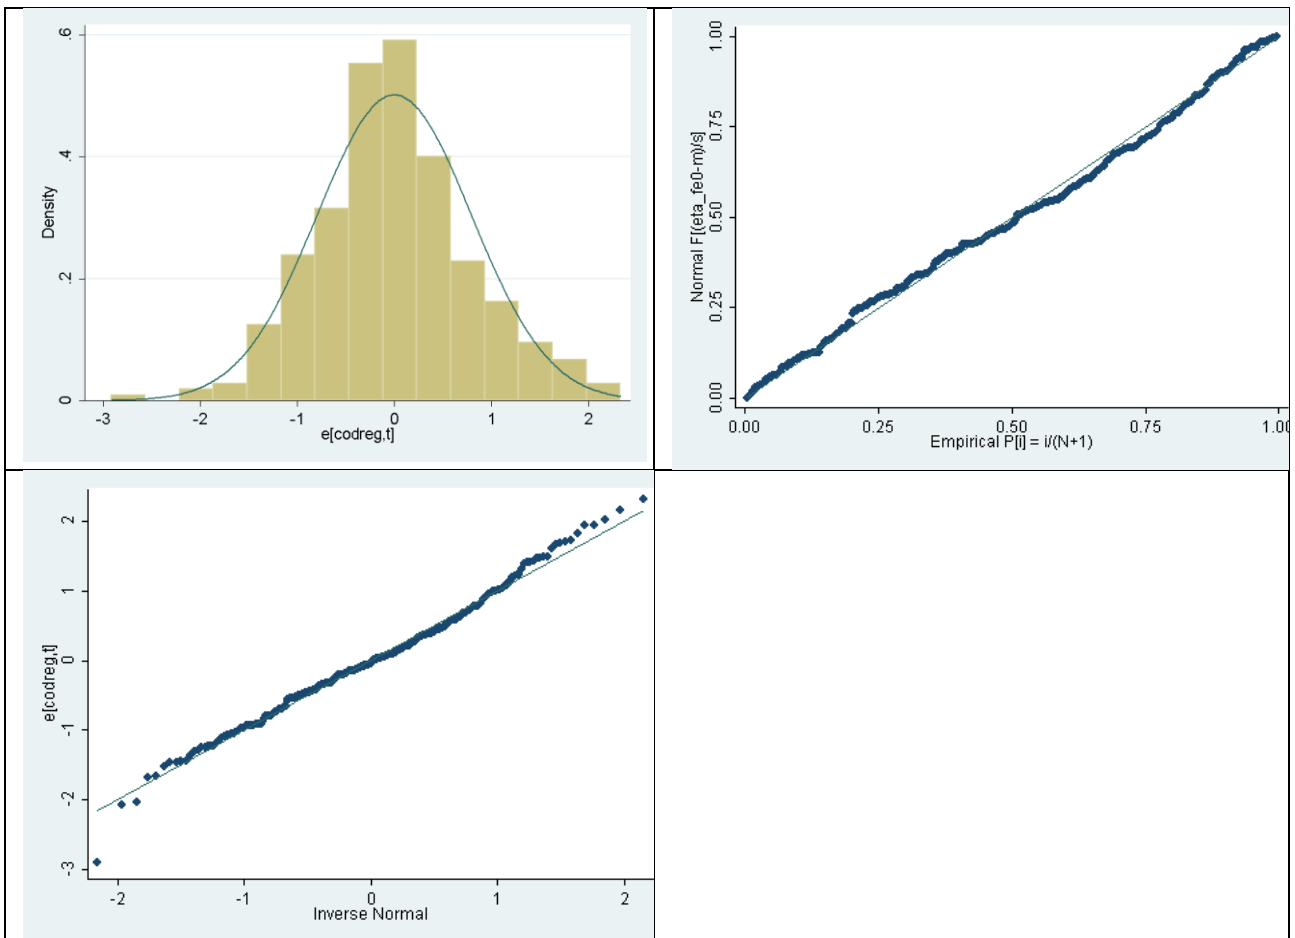 .6
.4
.2
0
Density
-3 -2 -1 0 1 2
e[codreg,t]
1.00
0.75
0.50
0.25
0.00
Normal F[(eta_fe0-m)/s]
0.00 0.25 0.50 0.75 1.00
Empirical P[i] = i/(N+1)
2
1
0
-1
-2
-3
e[codreg,t]
-2 -1 0 1 2
Inverse Normal